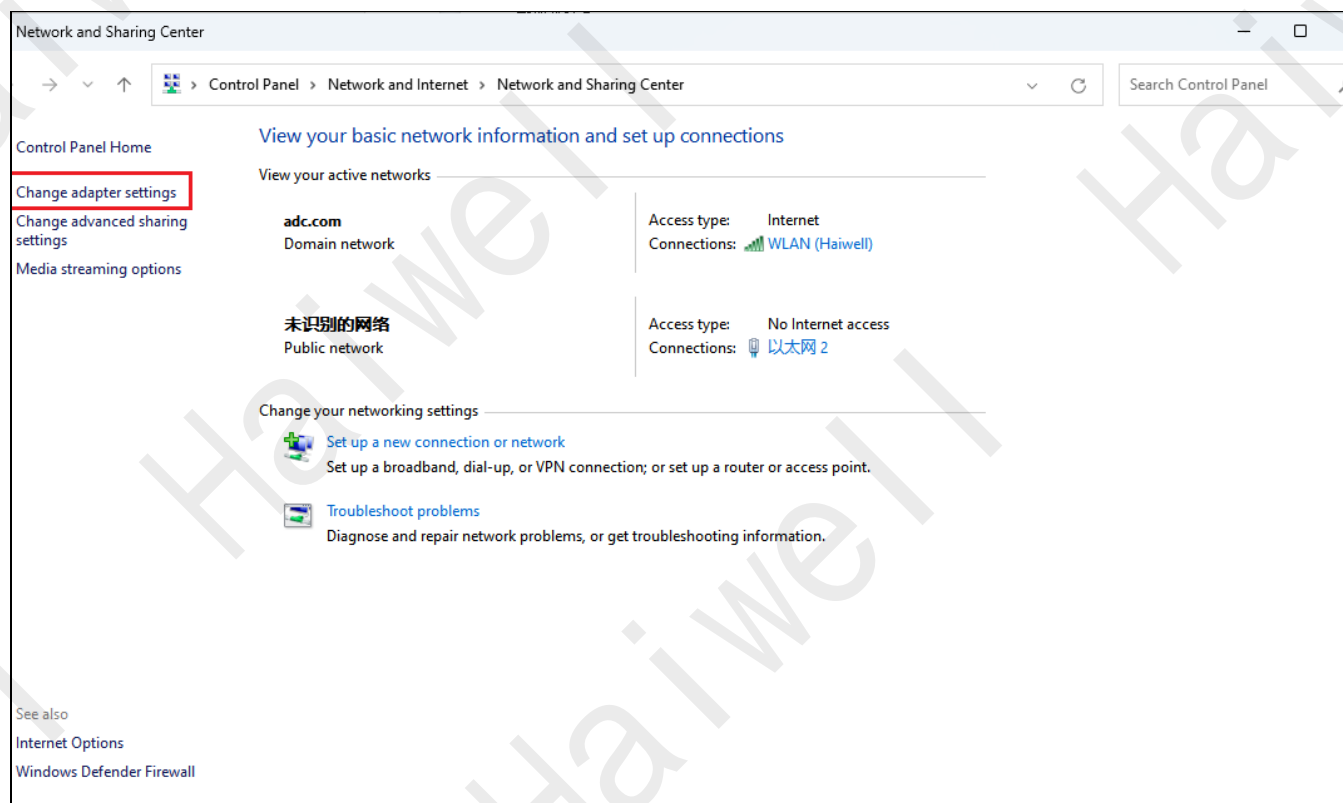 Network and Sharing Center
Control Panel > Network and Internet > Network and Sharing Center
Search Control Panel
Control Panel Home
Change adapter settings
Change advanced sharing
settings
Media streaming options
View your basic network information and set up connections
View your active networks
adc.com
Domain network
Access type: Internet
Connections: WLAN (Haiwell)
未识别的网络
Public network
Access type: No Internet access
Connections: 以太网 2
Change your networking settings
Set up a new connection or network
Set up a broadband, dial-up, or VPN connection; or set up a router or access point.
Troubleshoot problems
Diagnose and repair network problems, or get troubleshooting information.
See also
Internet Options
Windows Defender Firewall
Haiwell
Haiwell